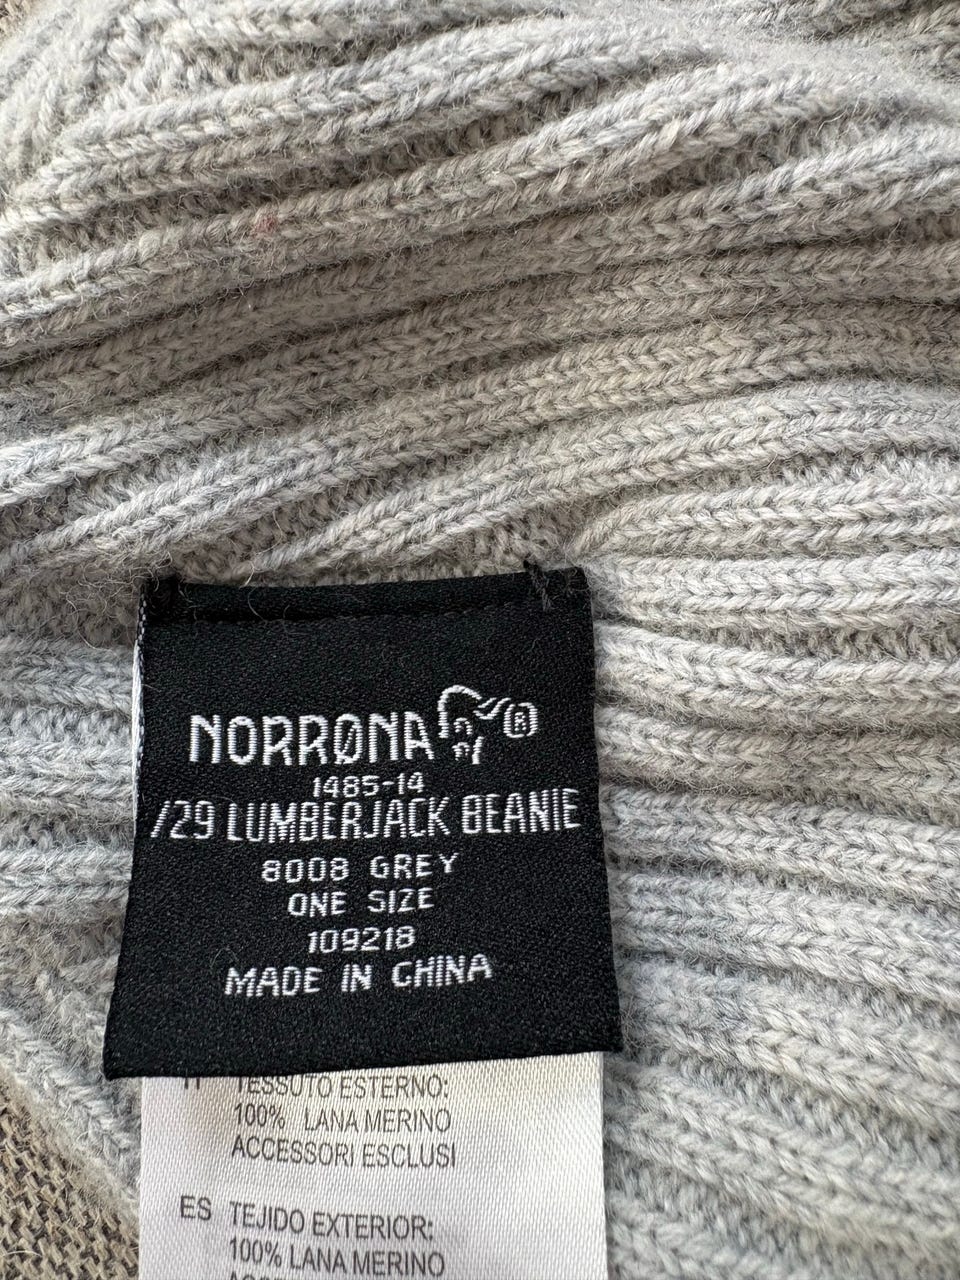 NORRØNA ®
1485-14
/29 LUMBERJACK BEANIE
8008 GREY
ONE SIZE
109218
MADE IN CHINA
TESSUTO ESTERNO:
100% LANA MERINO
ACCESSORI ESCLUSI
ES TEJIDO EXTERIOR:
100% LANA MERINO